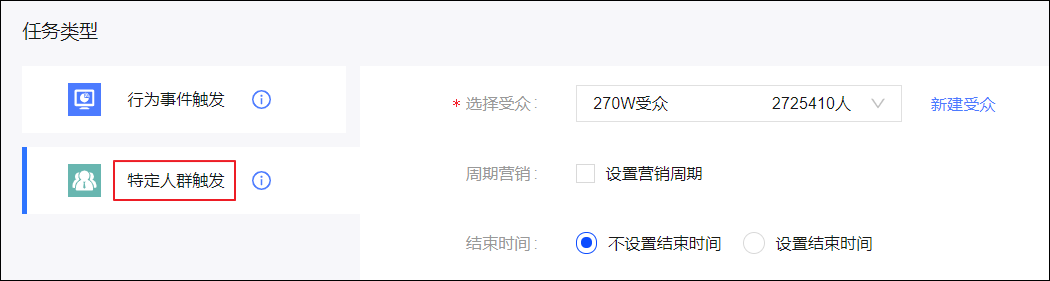 任务类型
行为事件触发
特定人群触发
* 选择受众: 270W受众 2725410人 新建受众
周期营销: 设置营销周期
结束时间: 不设置结束时间 设置结束时间